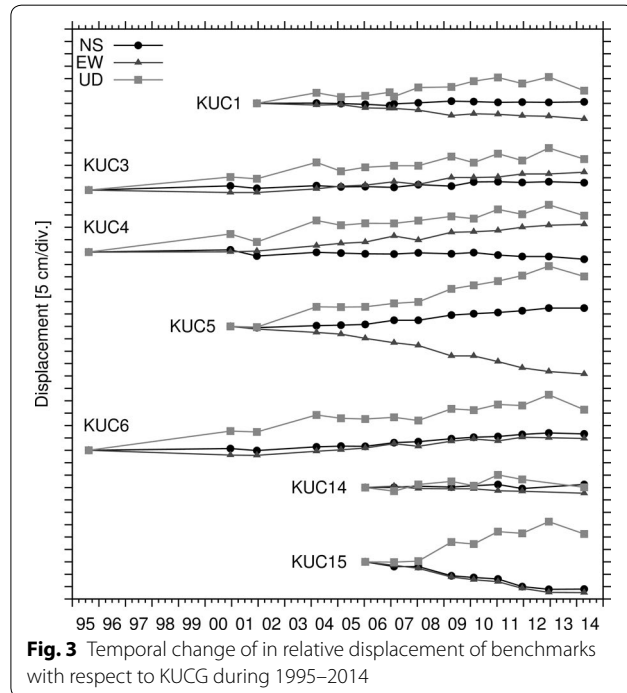 NS
EW
UD
KUC1
KUC3
KUC4
KUC5
KUC6
KUC14
KUC15
Displacement [5 cm/div.]
95 96 97 98 99 00 01 02 03 04 05 06 07 08 09 10 11 12 13 14
Fig. 3 Temporal change of in relative displacement of benchmarks
with respect to KUCG during 1995–2014